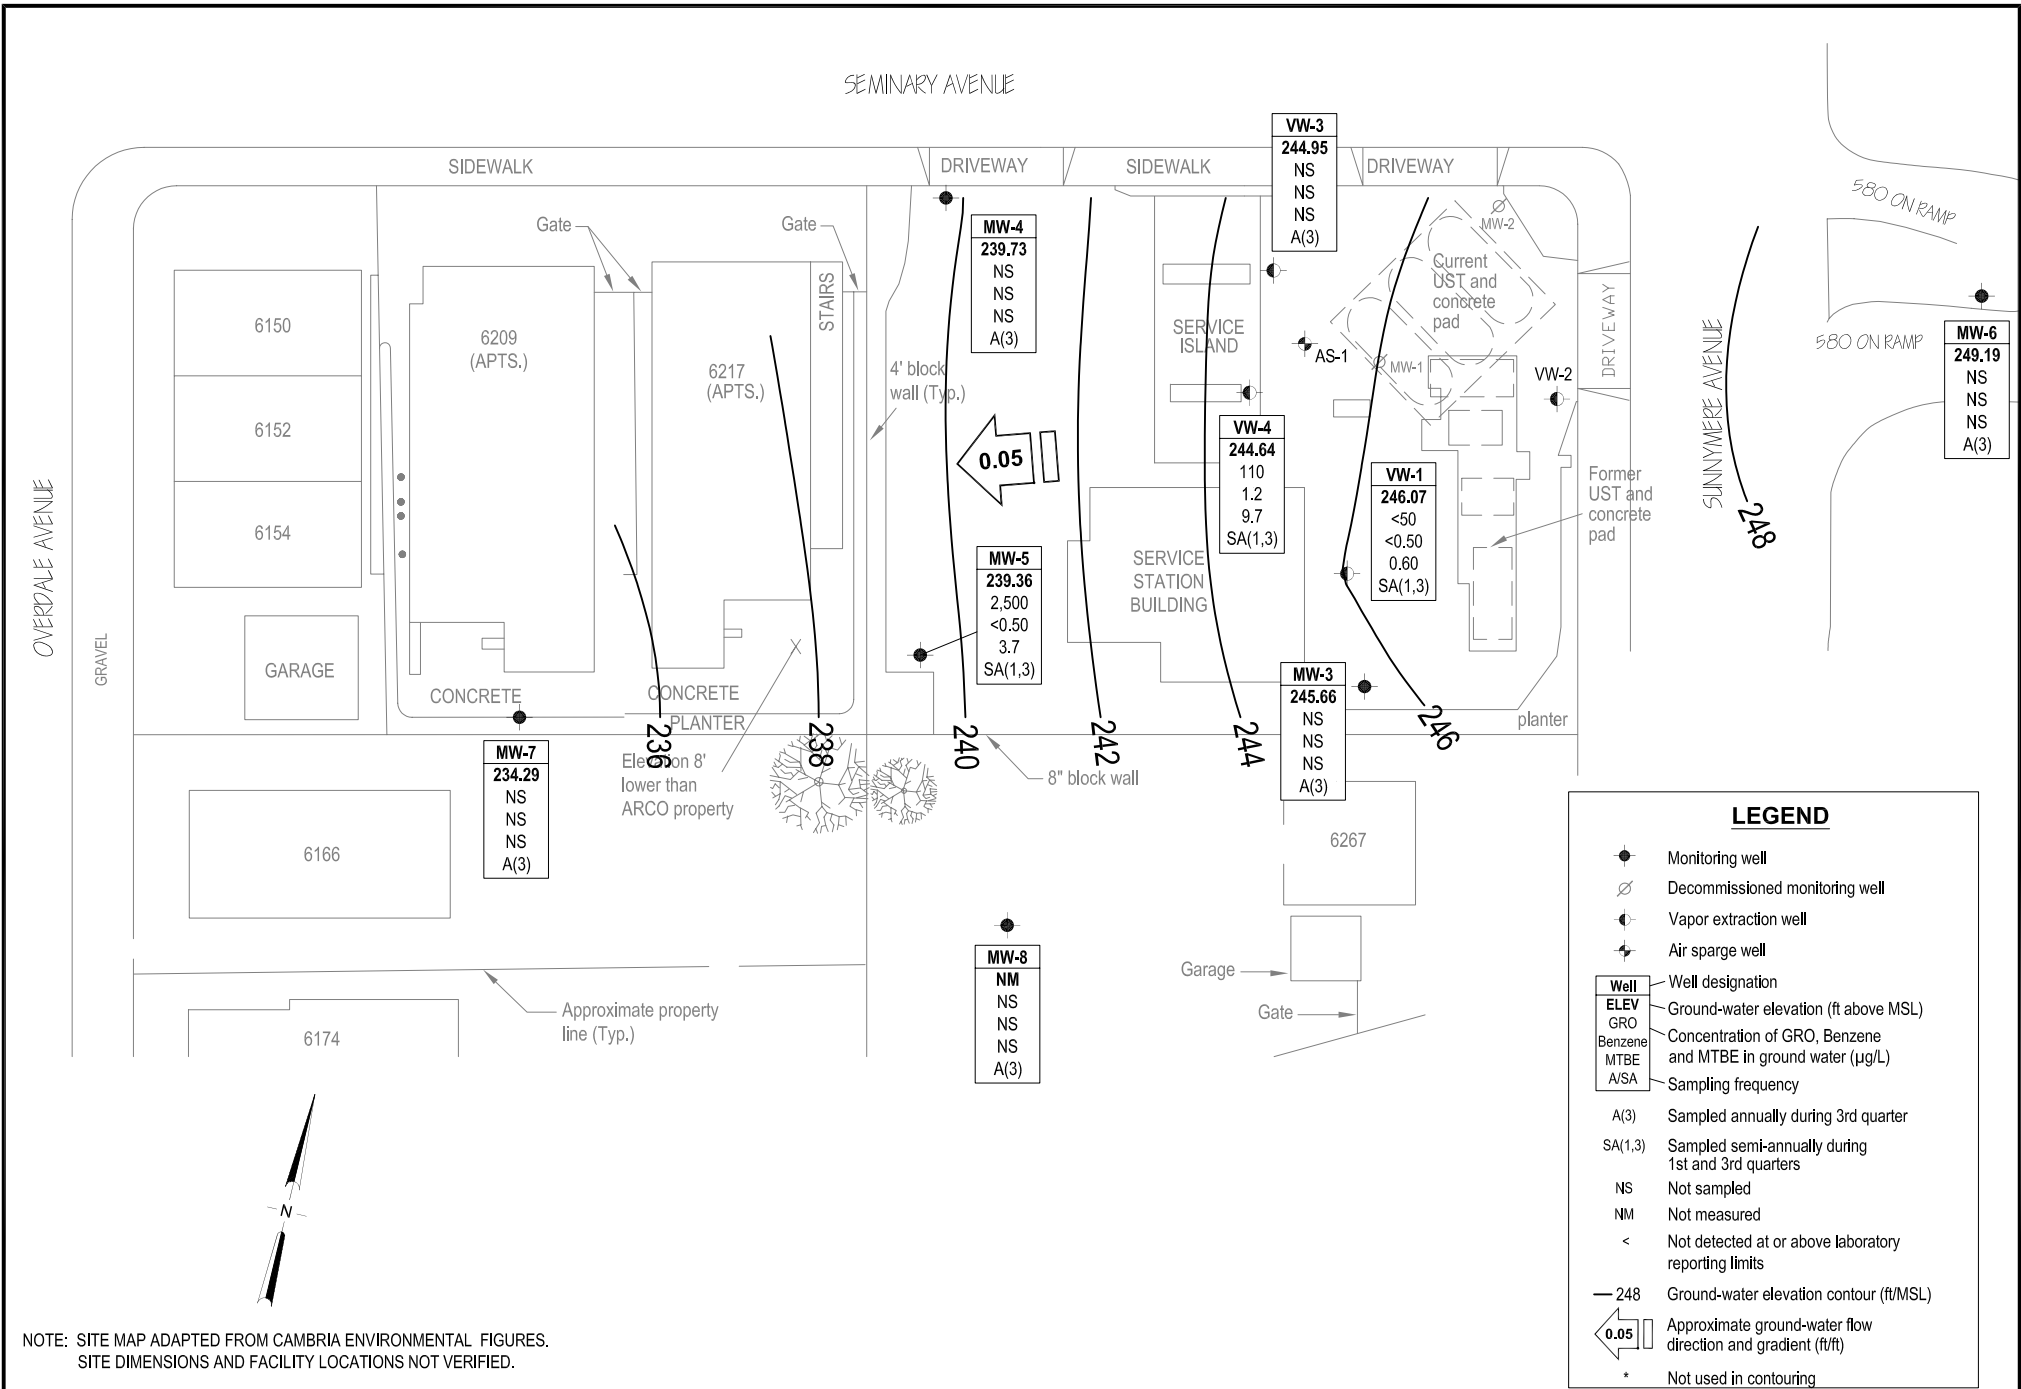 SEMINARY AVENUE
SIDEWALK
DRIVEWAY
SIDEWALK
DRIVEWAY
VW-3
244.95
NS
NS
NS
A(3)
580 ON RAMP
580 ON RAMP
MW-2
Gate
Gate
MW-4
239.73
NS
NS
NS
A(3)
STAIRS
Current
UST and
concrete
pad
DRIVEWAY
SUNNYMERE AVENUE
MW-6
249.19
NS
NS
NS
A(3)
6150
6152
6154
6209
(APTS.)
6217
(APTS.)
4' block
wall (Typ.)
SERVICE
ISLAND
AS-1
MW-1
VW-2
0.05
VW-4
244.64
110
1.2
9.7
SA(1,3)
VW-1
246.07
<50
<0.50
0.60
SA(1,3)
Former
UST and
concrete
pad
248
OVERDALE AVENUE
GRAVEL
MW-5
239.36
2,500
<0.50
3.7
SA(1,3)
SERVICE
STATION
BUILDING
GARAGE
CONCRETE
CONCRETE
PLANTER
X
MW-3
245.66
NS
NS
NS
A(3)
planter
236
238
240
242
244
246
MW-7
234.29
NS
NS
NS
A(3)
Elevation 8'
lower than
ARCO property
8" block wall
6166
6267
MW-8
NM
NS
NS
NS
A(3)
Garage
Gate
Approximate property
line (Typ.)
6174
N
NOTE: SITE MAP ADAPTED FROM CAMBRIA ENVIRONMENTAL FIGURES.
SITE DIMENSIONS AND FACILITY LOCATIONS NOT VERIFIED.
LEGEND
Monitoring well
Decommissioned monitoring well
Vapor extraction well
Air sparge well
Well
ELEV
GRO
Benzene
MTBE
A/SA
Well designation
Ground-water elevation (ft above MSL)
Concentration of GRO, Benzene
and MTBE in ground water (µg/L)
Sampling frequency
A(3) Sampled annually during 3rd quarter
SA(1,3) Sampled semi-annually during
1st and 3rd quarters
NS Not sampled
NM Not measured
< Not detected at or above laboratory
reporting limits
248 Ground-water elevation contour (ft/MSL)
0.05 Approximate ground-water flow
direction and gradient (ft/ft)
* Not used in contouring